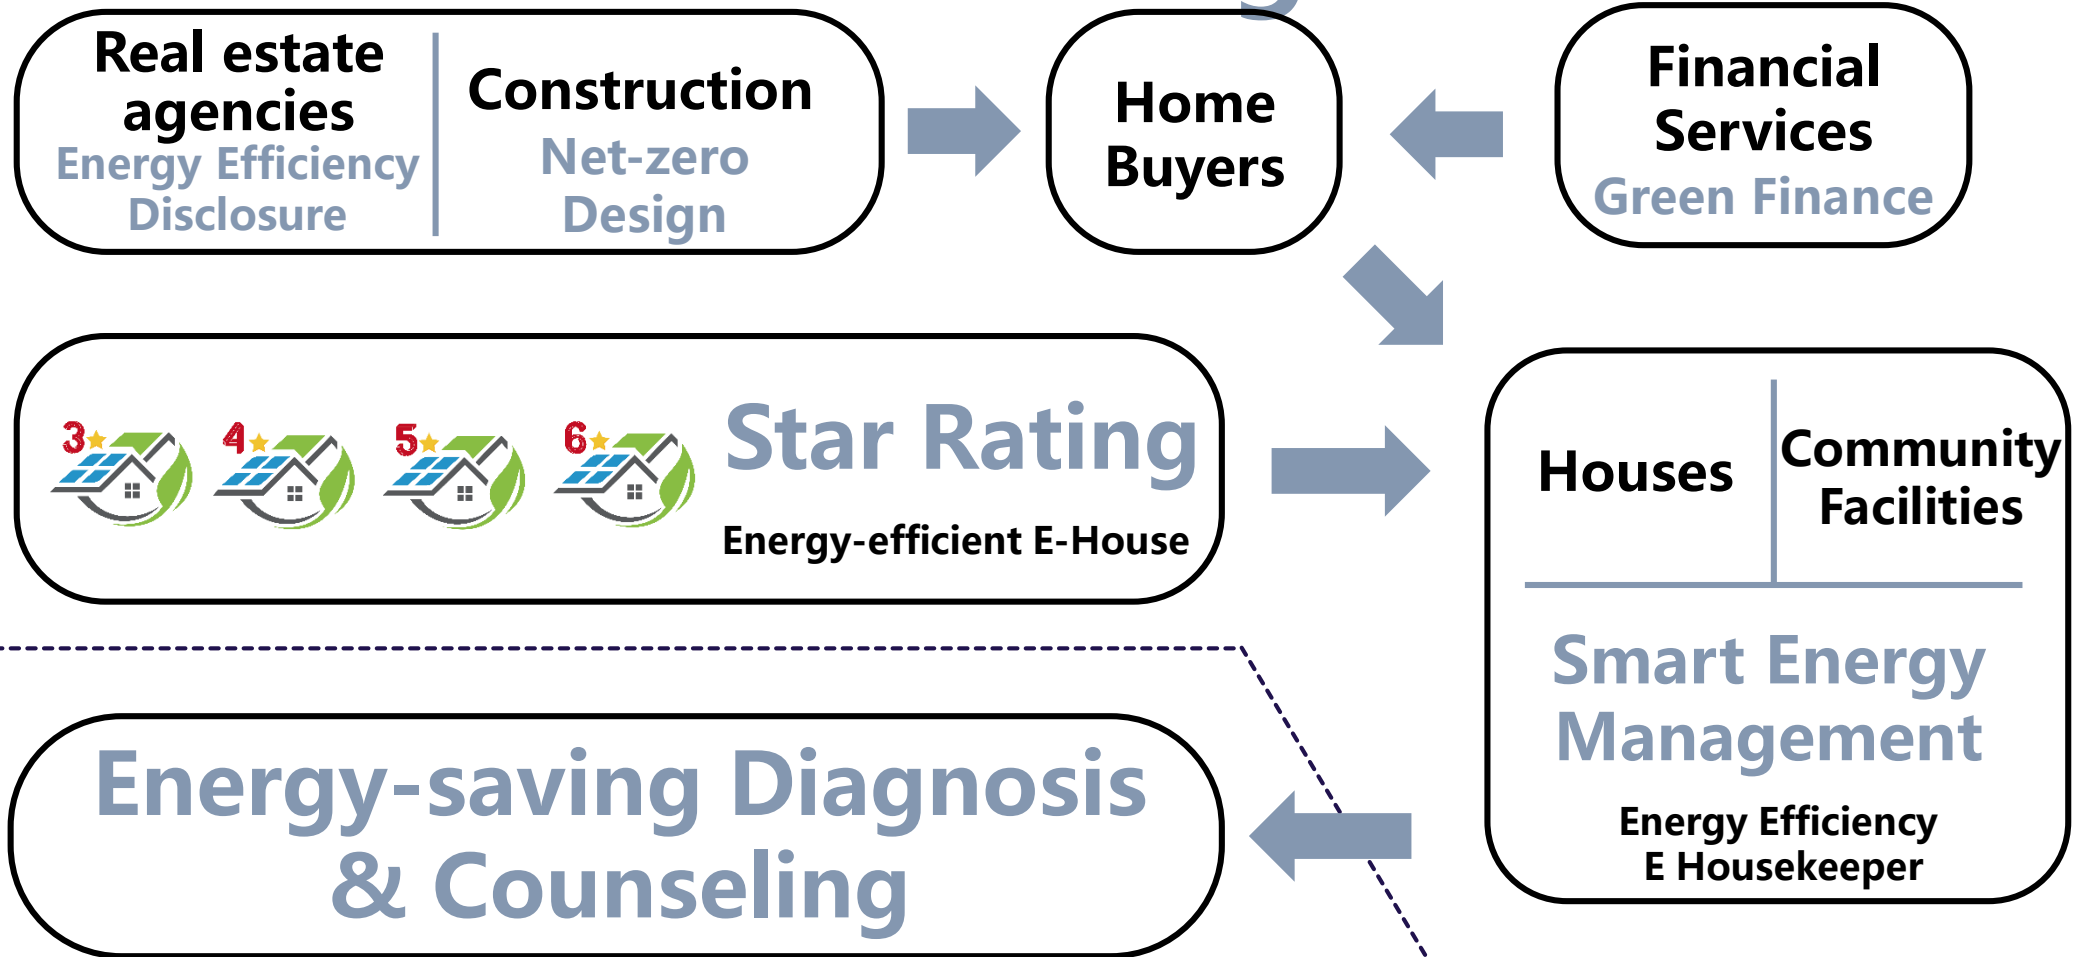 Real estate
agencies
Energy Efficiency
Disclosure
Construction
Net-zero
Design
Home
Buyers
Financial
Services
Green Finance
3
4
5
6
Star Rating
Energy-efficient E-House
Houses
Community
Facilities
Smart Energy
Management
Energy Efficiency
E Housekeeper
Energy-saving Diagnosis
& Counseling